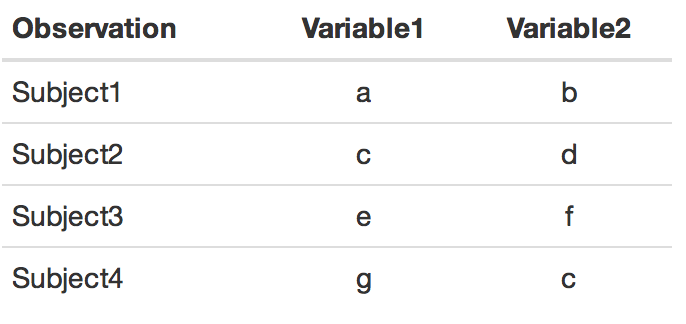 Observation Variable1 Variable2
Subject1 a b
Subject2 c d
Subject3 e f
Subject4 g c